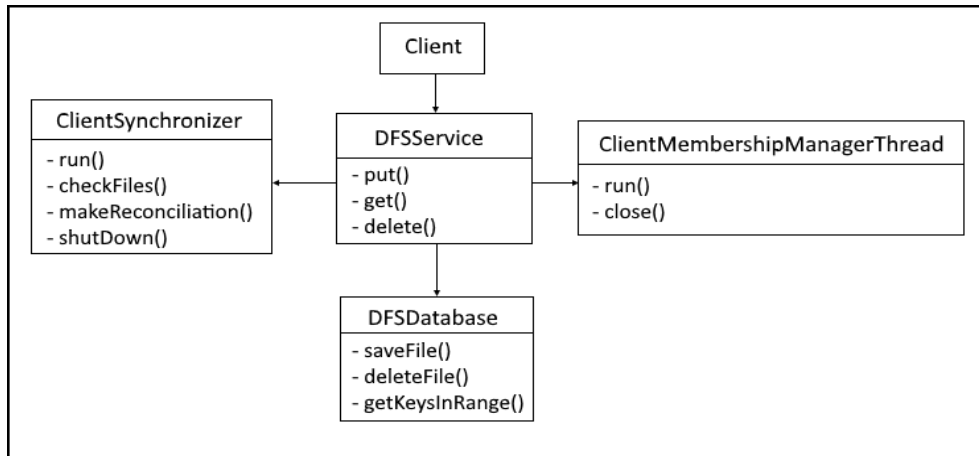 Client
ClientSynchronizer
- run()
- checkFiles()
- makeReconciliation()
- shutDown()
DFSService
- put()
- get()
- delete()
ClientMembershipManagerThread
- run()
- close()
DFSDatabase
- saveFile()
- deleteFile()
- getKeysInRange()